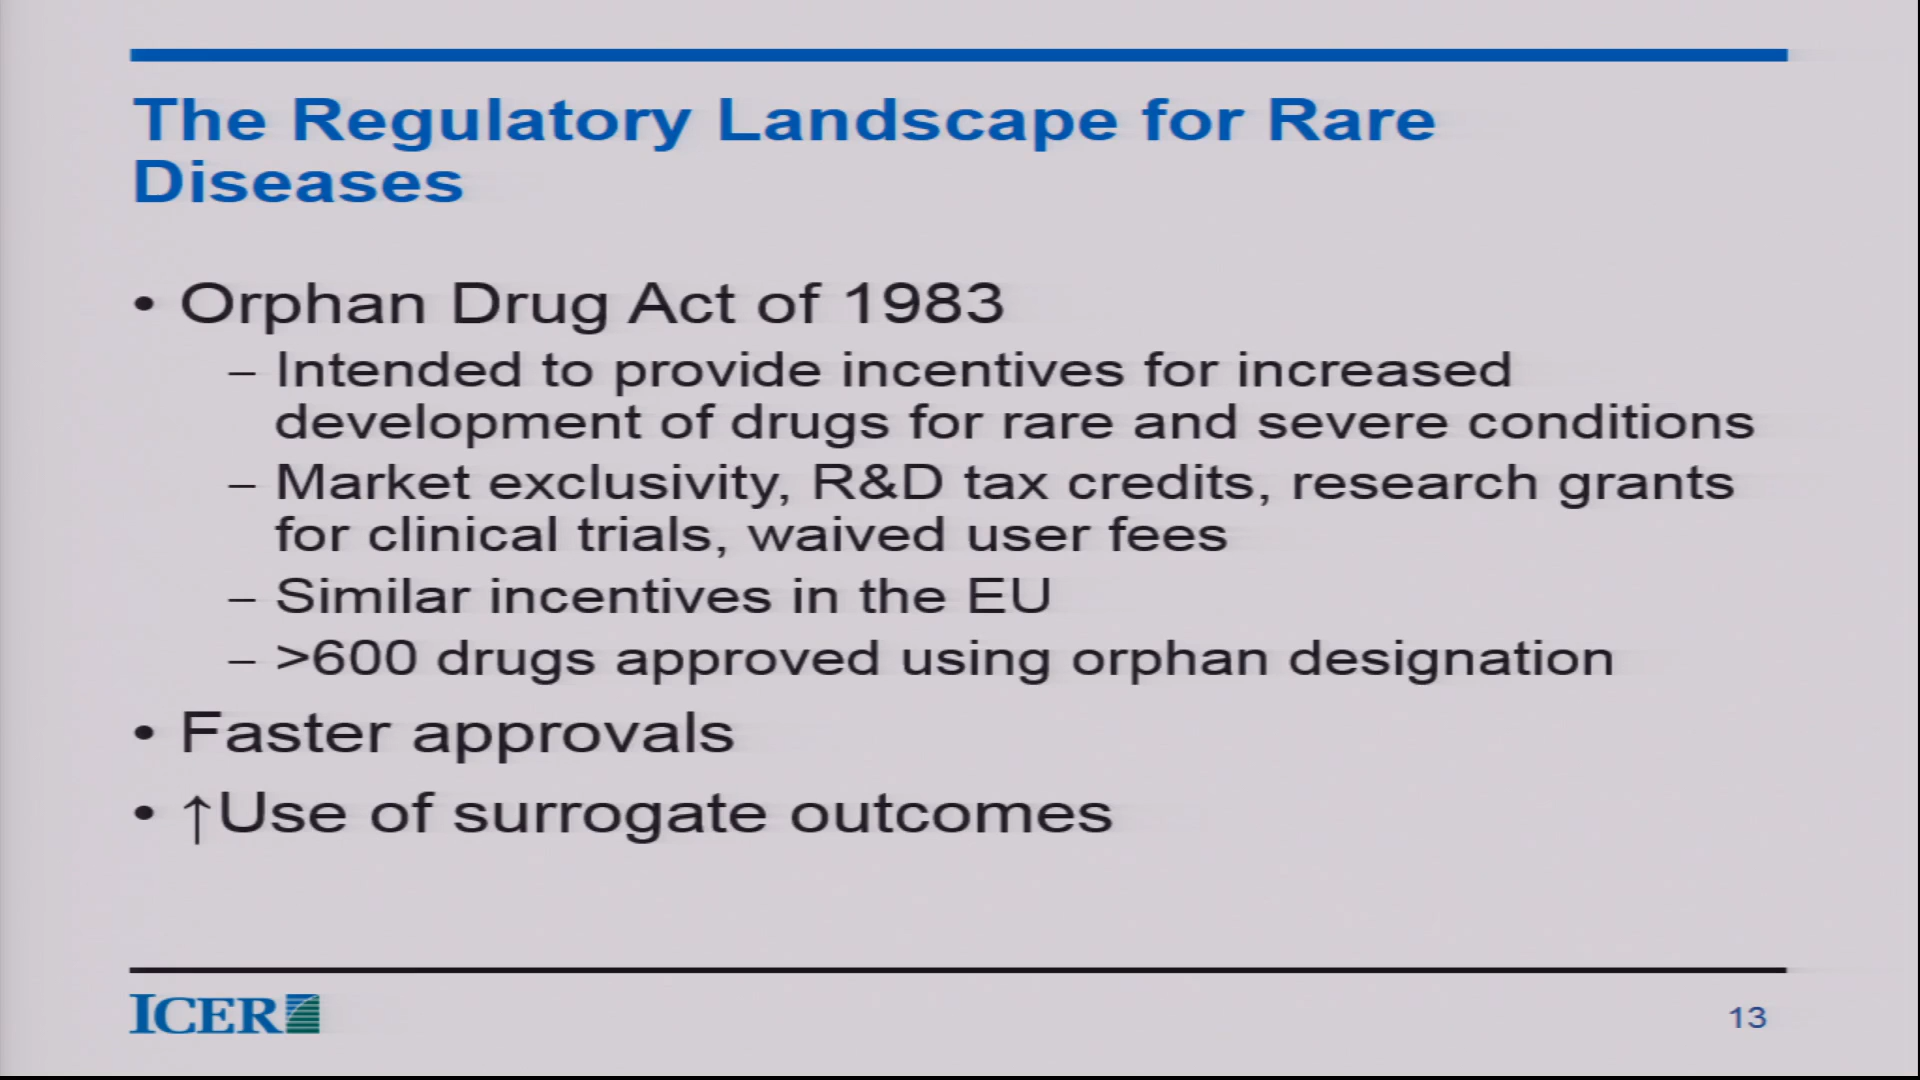 The Regulatory Landscape for Rare
Diseases
• Orphan Drug Act of 1983
– Intended to provide incentives for increased
development of drugs for rare and severe conditions
– Market exclusivity, R&D tax credits, research grants
for clinical trials, waived user fees
– Similar incentives in the EU
– >600 drugs approved using orphan designation
• Faster approvals
• ↑Use of surrogate outcomes
ICER
13